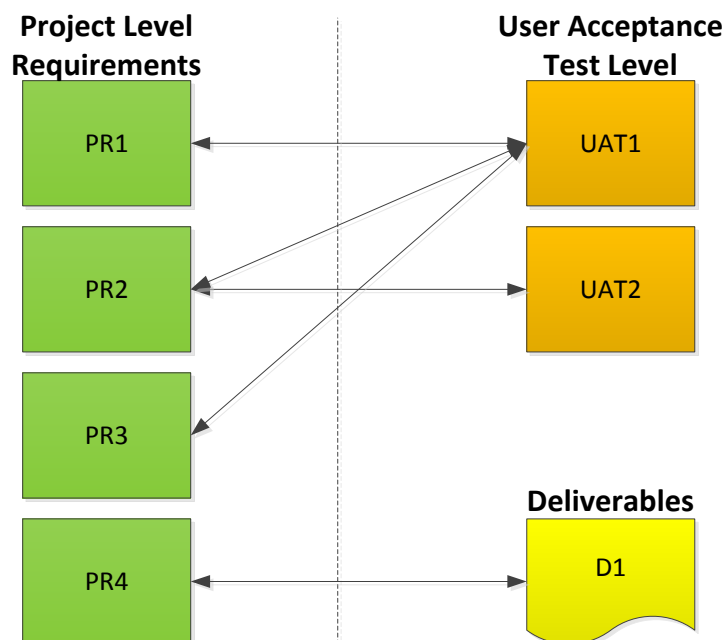 Project Level
Requirements
User Acceptance
Test Level
PR1
UAT1
PR2
UAT2
PR3
Deliverables
PR4
D1